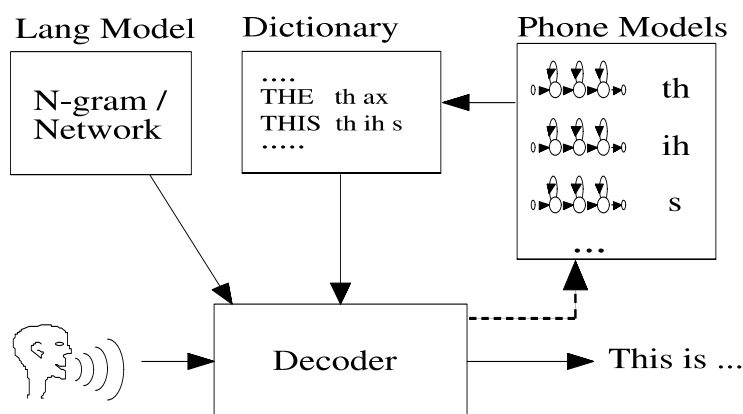 Lang Model
N-gram /
Network
Dictionary
....
THE th ax
THIS th ih s
.....
Phone Models
th
ih
s
...
Decoder
This is ...